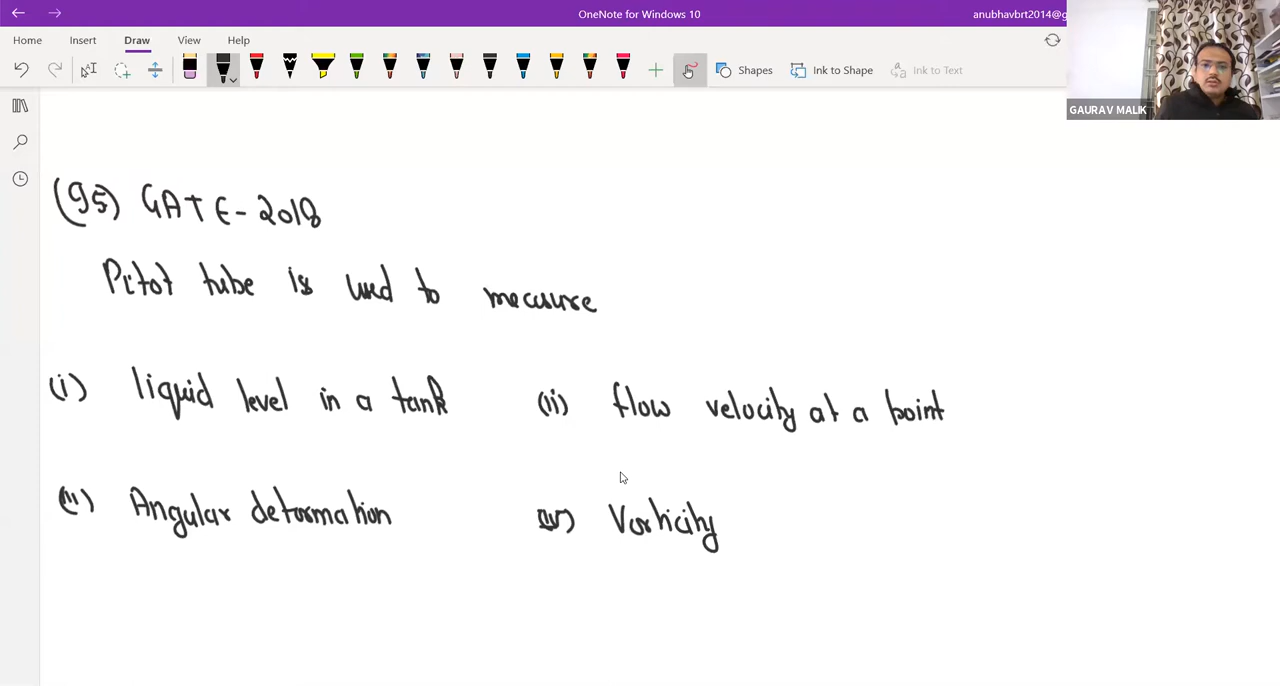 OneNote for Windows 10
anubhavbrt2014@g
Home Insert Draw View Help
Shapes Ink to Shape Ink to Text
GAURAV MALIK
(95) GATE-2018
Pitot tube is used to measure
(i) liquid level in a tank (ii) flow velocity at a point
Angular deformation (iv) Vorticity